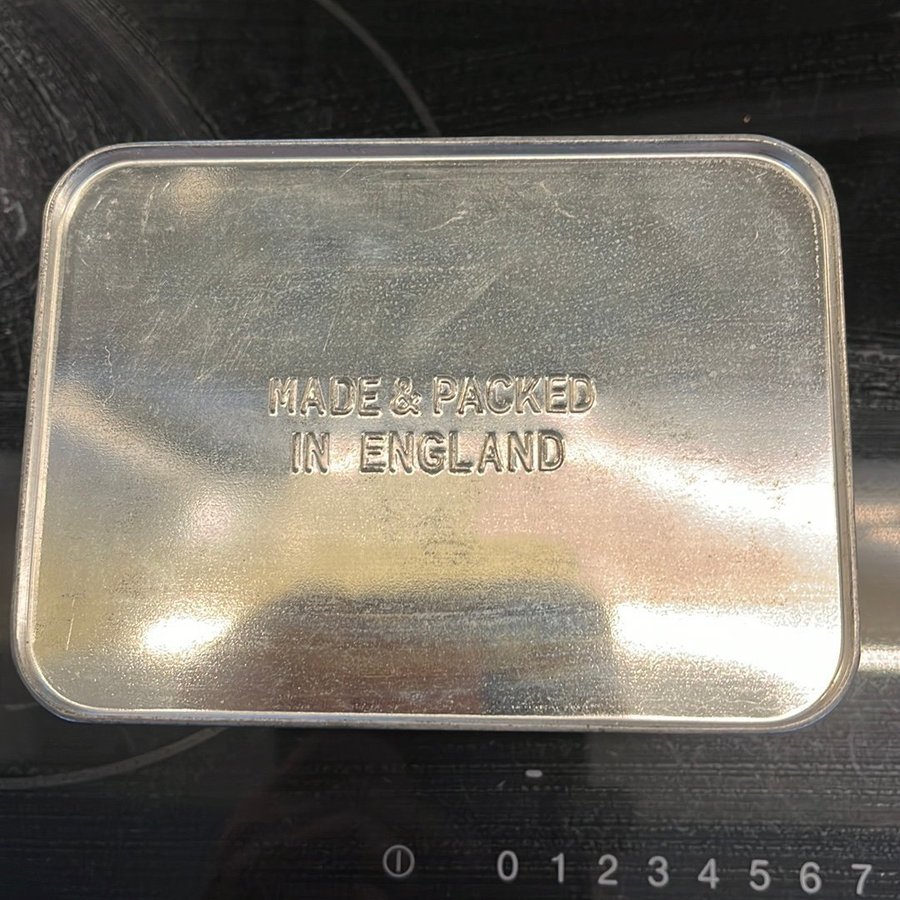 MADE & PACKED
IN ENGLAND
0 1 2 3 4 5 6 7